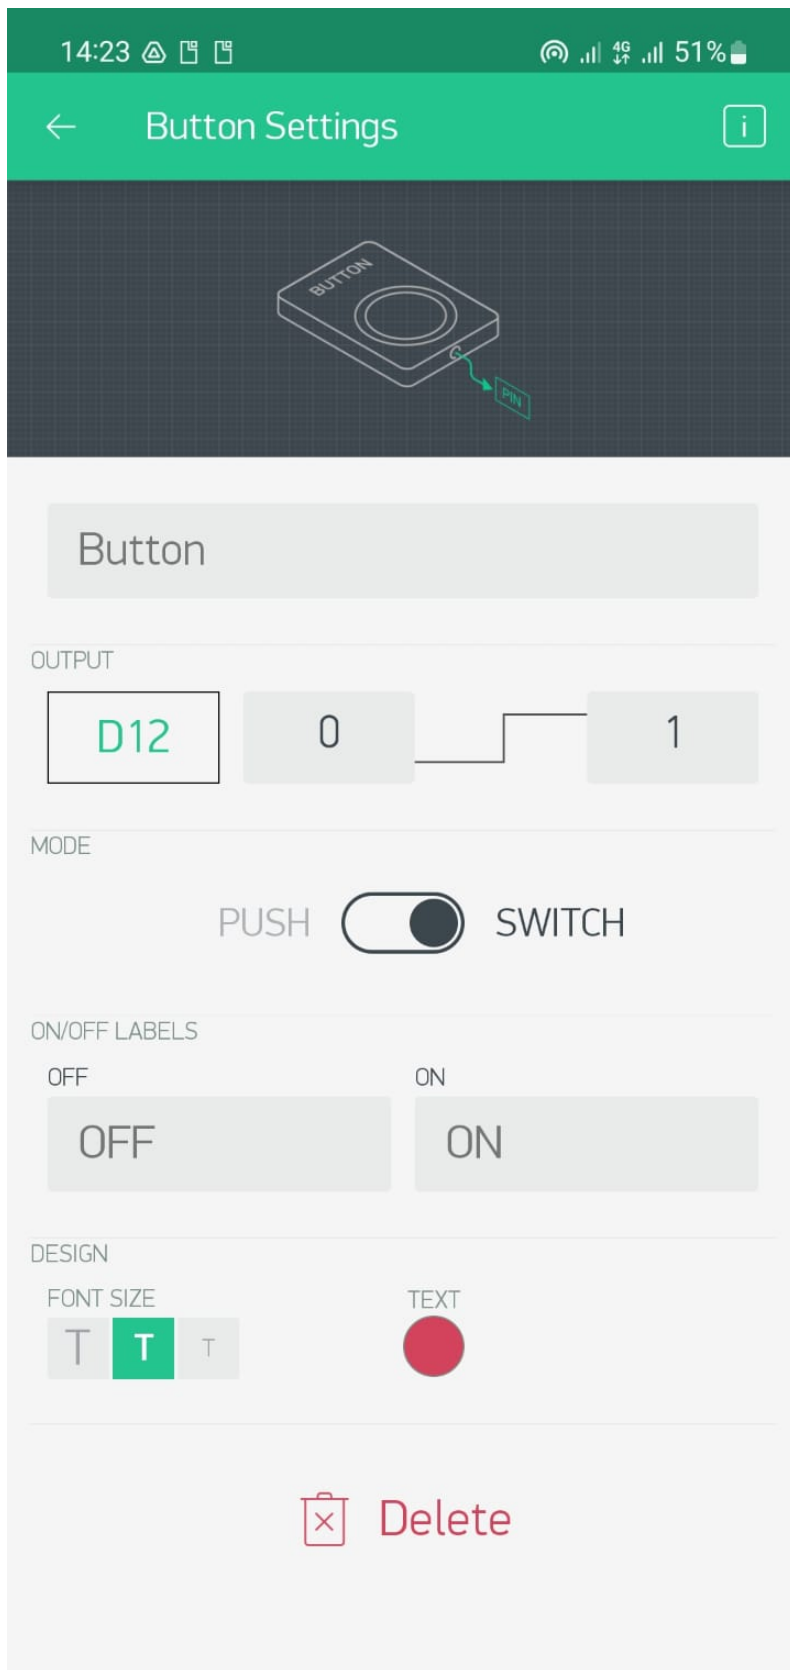 14:23 4G 51%
Button Settings
i
BUTTON
PIN
Button
OUTPUT
D12 0 1
MODE
PUSH SWITCH
ON/OFF LABELS
OFF ON
OFF ON
DESIGN
FONT SIZE TEXT
T T T
Delete